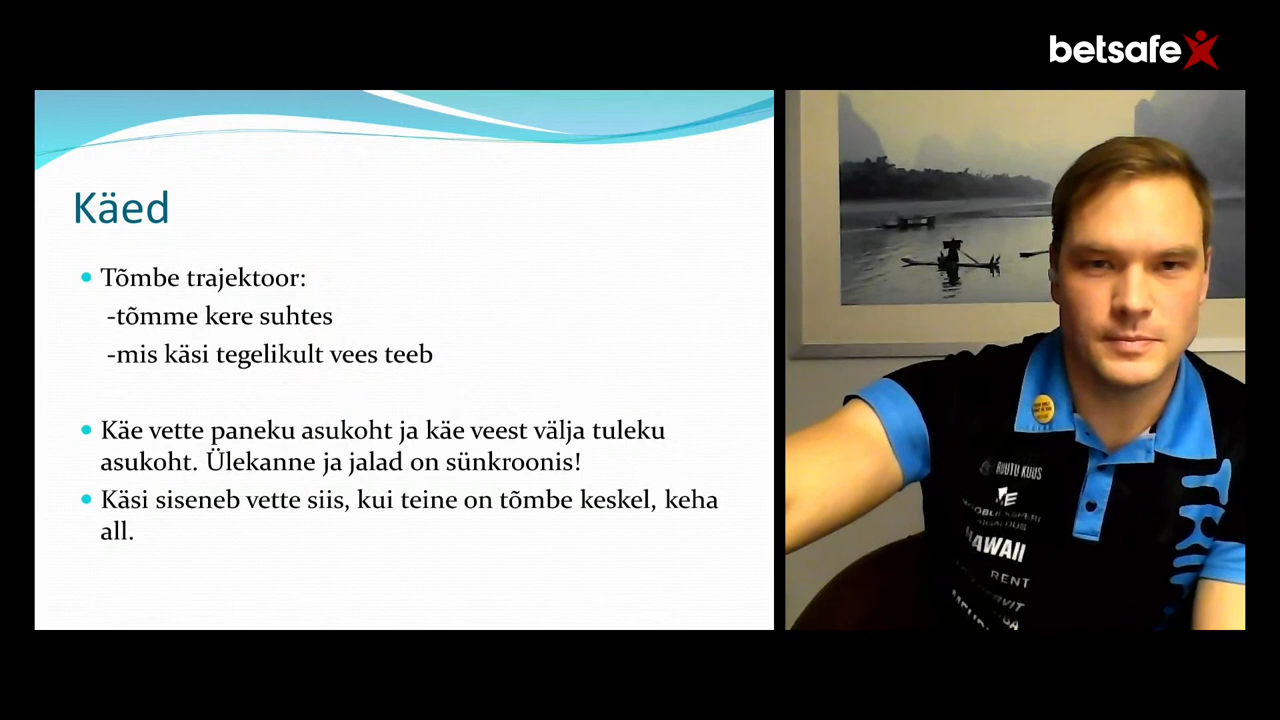 betsafe
Käed
Tõmbe trajektoor:
-tõmme kere suhtes
-mis käsi tegelikult vees teeb
Käe vette paneku asukoht ja käe veest välja tuleku
asukoht. Ülekanne ja jalad on sünkroonis!
Käsi siseneb vette siis, kui teine on tõmbe keskel, keha
all.
RUUTU KUUS
HAWAII
RENT